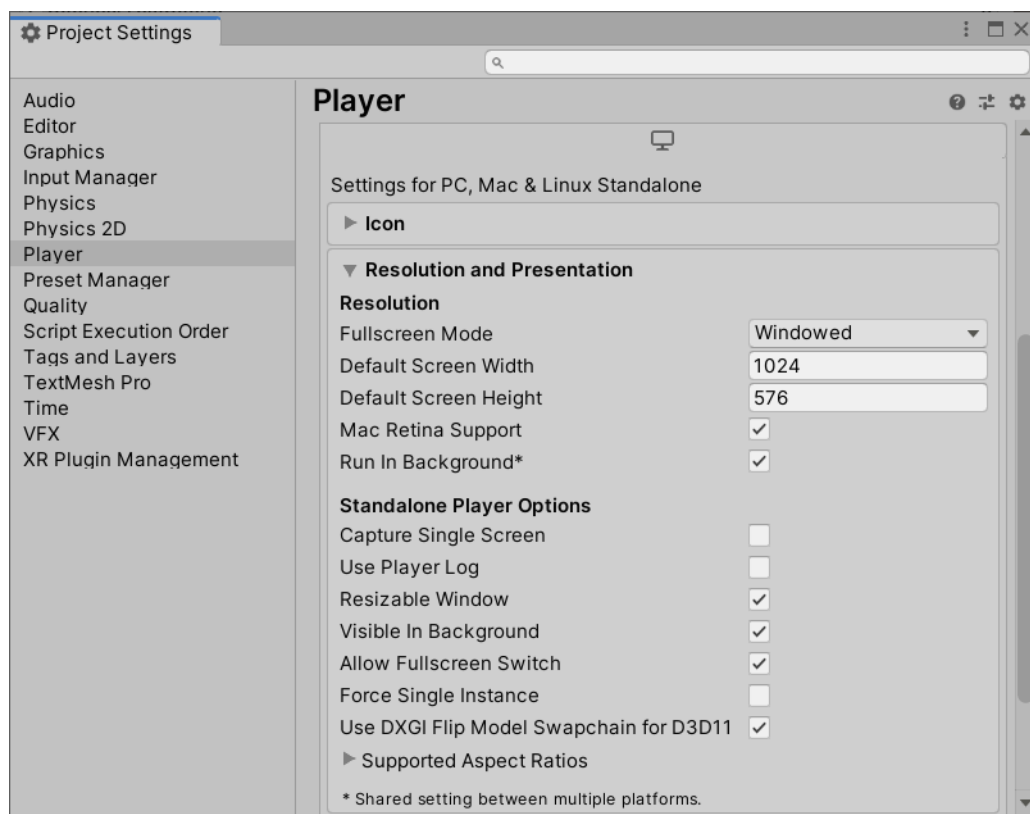 Project Settings
Audio
Editor
Graphics
Input Manager
Physics
Physics 2D
Player
Preset Manager
Quality
Script Execution Order
Tags and Layers
TextMesh Pro
Time
VFX
XR Plugin Management
Player
Settings for PC, Mac & Linux Standalone
Icon
Resolution and Presentation
Resolution
Fullscreen Mode Windowed
Default Screen Width 1024
Default Screen Height 576
Mac Retina Support
Run In Background*
Standalone Player Options
Capture Single Screen
Use Player Log
Resizable Window
Visible In Background
Allow Fullscreen Switch
Force Single Instance
Use DXGI Flip Model Swapchain for D3D11
Supported Aspect Ratios
* Shared setting between multiple platforms.